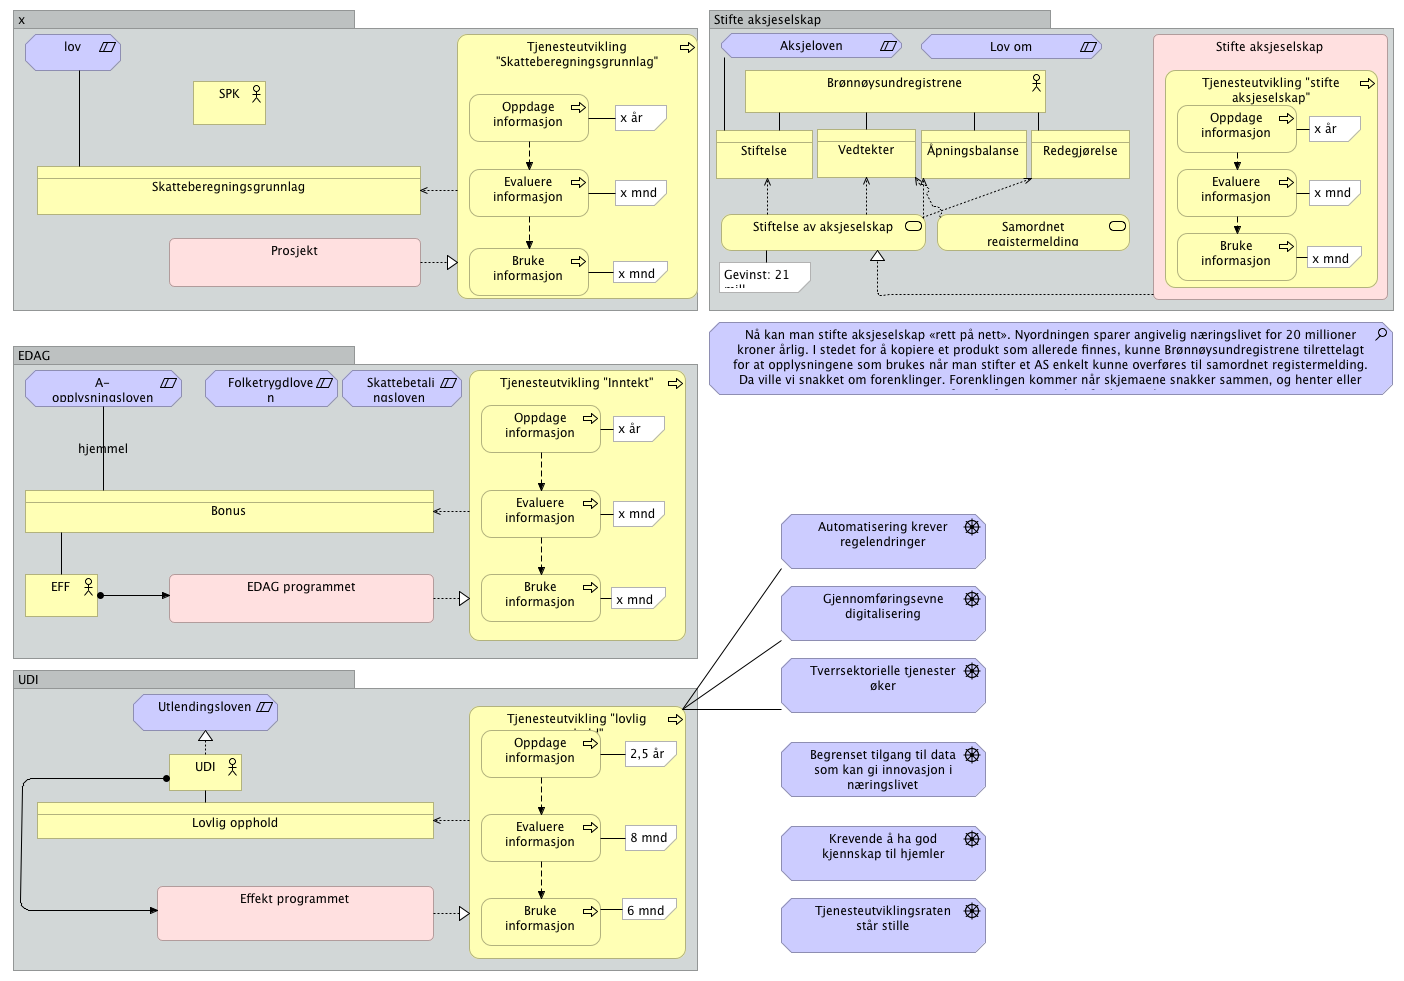 x
lov
SPK
Skatteberegningsgrunnlag
Prosjekt
Tjenesteutvikling
"Skatteberegningsgrunnlag"
Oppdage
informasjon
x år
Evaluere
informasjon
x mnd
Bruke
informasjon
x mnd
Stifte aksjeselskap
Aksjeloven
Lov om
Brønnøysundregistrene
Stiftelse
Vedtekter
Åpningsbalanse
Redegjørelse
Stiftelse av aksjeselskap
Samordnet
registermelding
Gevinst: 21
mill
Stifte aksjeselskap
Tjenesteutvikling "stifte
aksjeselskap"
Oppdage
informasjon
x år
Evaluere
informasjon
x mnd
Bruke
informasjon
x mnd
Nå kan man stifte aksjeselskap «rett på nett». Nyordningen sparer angivelig næringslivet for 20 millioner
kroner årlig. I stedet for å kopiere et produkt som allerede finnes, kunne Brønnøysundregistrene tilrettelagt
for at opplysningene som brukes når man stifter et AS enkelt kunne overføres til samordnet registermelding.
Da ville vi snakket om forenklinger. Forenklingen kommer når skjemaene snakker sammen, og henter eller
EDAG
A-
opplysningsloven
Folketrygdlove
n
Skattebetali
ngsloven
hjemmel
Bonus
EFF
EDAG programmet
Tjenesteutvikling "Inntekt"
Oppdage
informasjon
x år
Evaluere
informasjon
x mnd
Bruke
informasjon
x mnd
UDI
Utlendingsloven
UDI
Lovlig opphold
Effekt programmet
Tjenesteutvikling "lovlig
Oppdage
informasjon
2,5 år
Evaluere
informasjon
8 mnd
Bruke
informasjon
6 mnd
Automatisering krever
regelendringer
Gjennomføringsevne
digitalisering
Tverrsektorielle tjenester
øker
Begrenset tilgang til data
som kan gi innovasjon i
næringslivet
Krevende å ha god
kjennskap til hjemler
Tjenesteutviklingsraten
står stille